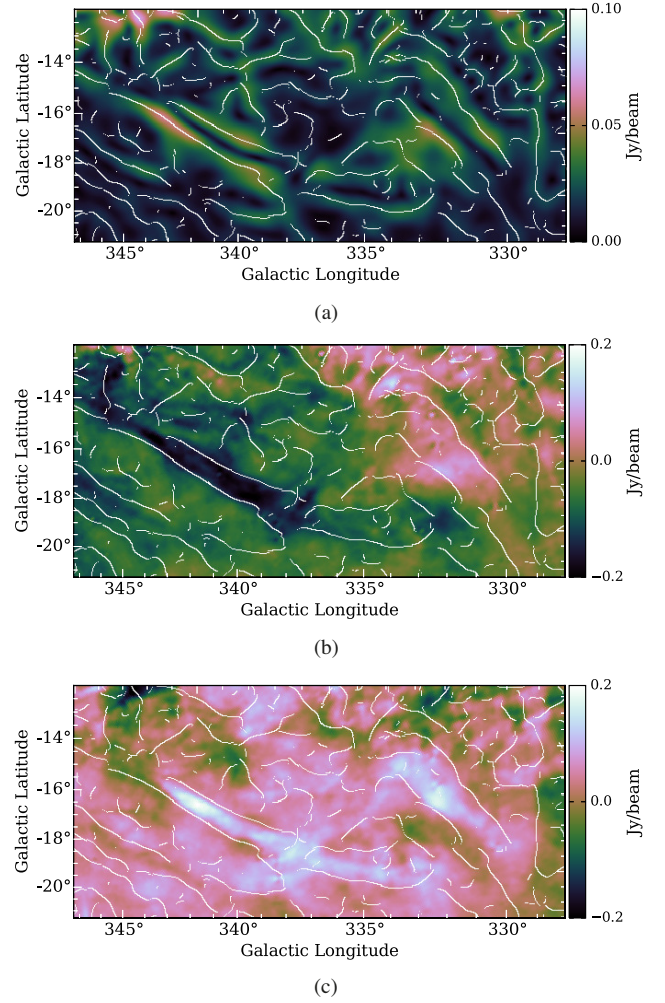 0.10
-14°
-16°
-18°
-20°
Galactic Latitude
0.05
Jy/beam
0.00
345°
340°
335°
330°
Galactic Longitude
(a)
0.2
-14°
-16°
-18°
-20°
Galactic Latitude
0.0
Jy/beam
−0.2
345°
340°
335°
330°
Galactic Longitude
(b)
0.2
-14°
-16°
-18°
-20°
Galactic Latitude
0.0
Jy/beam
−0.2
345°
340°
335°
330°
Galactic Longitude
(c)